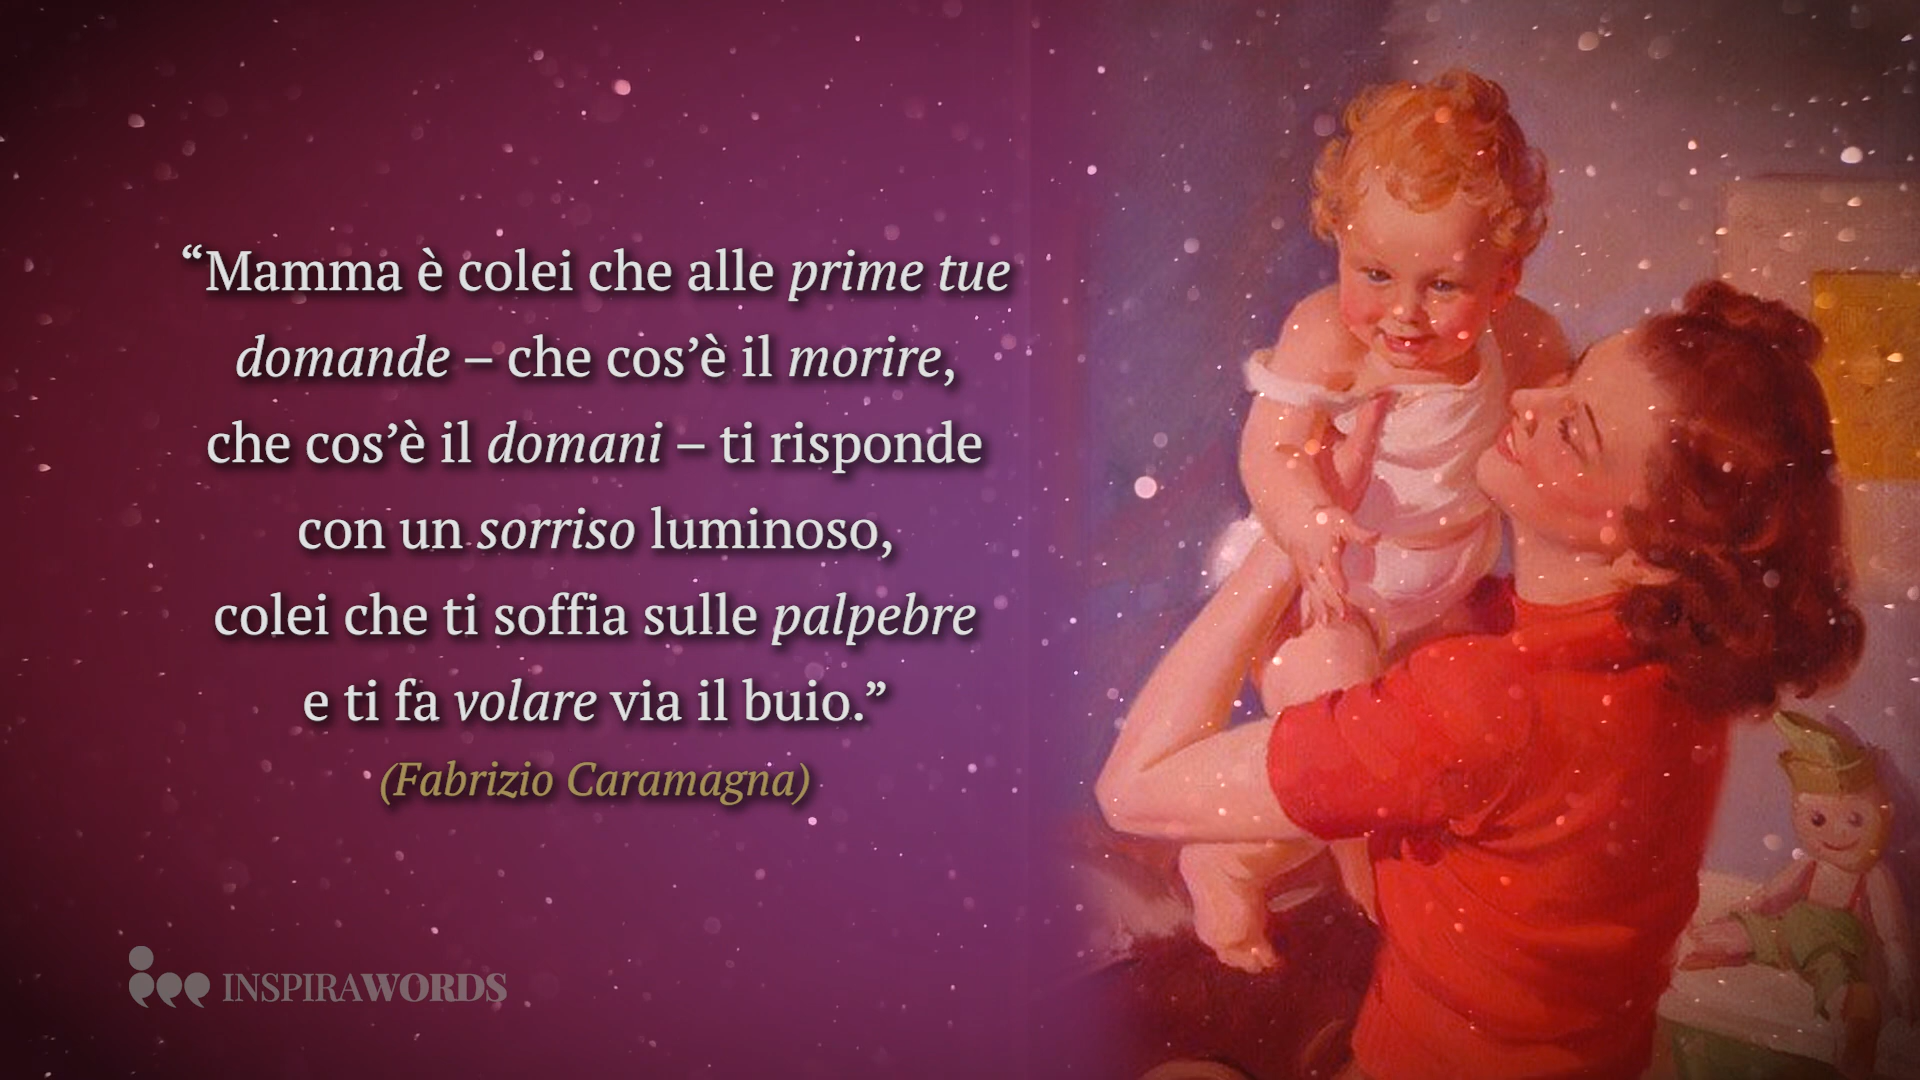 “Mamma è colei che alle prime tue
domande – che cos’è il morire,
che cos’è il domani – ti risponde
con un sorriso luminoso,
colei che ti soffia sulle palpebre
e ti fa volare via il buio.”
(Fabrizio Caramagna)
INSPIRAWORDS